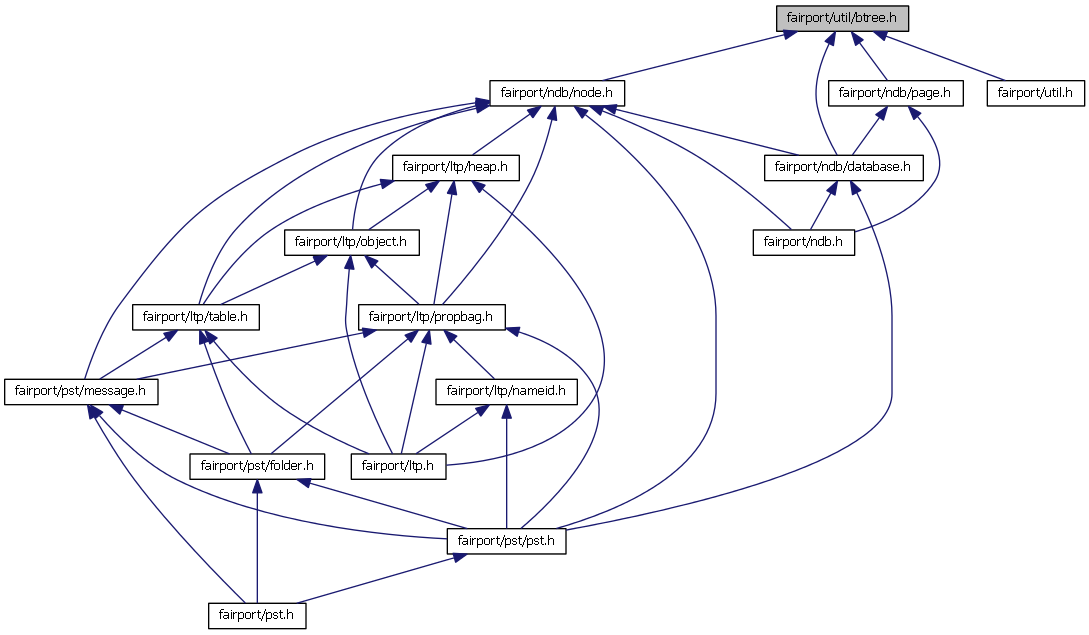 fairport/util/btree.h
fairport/ndb/node.h
fairport/ndb/page.h
fairport/util.h
fairport/ltp/heap.h
fairport/ndb/database.h
fairport/ltp/object.h
fairport/ndb.h
fairport/ltp/table.h
fairport/ltp/propbag.h
fairport/pst/message.h
fairport/ltp/nameid.h
fairport/pst/folder.h
fairport/ltp.h
fairport/pst/pst.h
fairport/pst.h